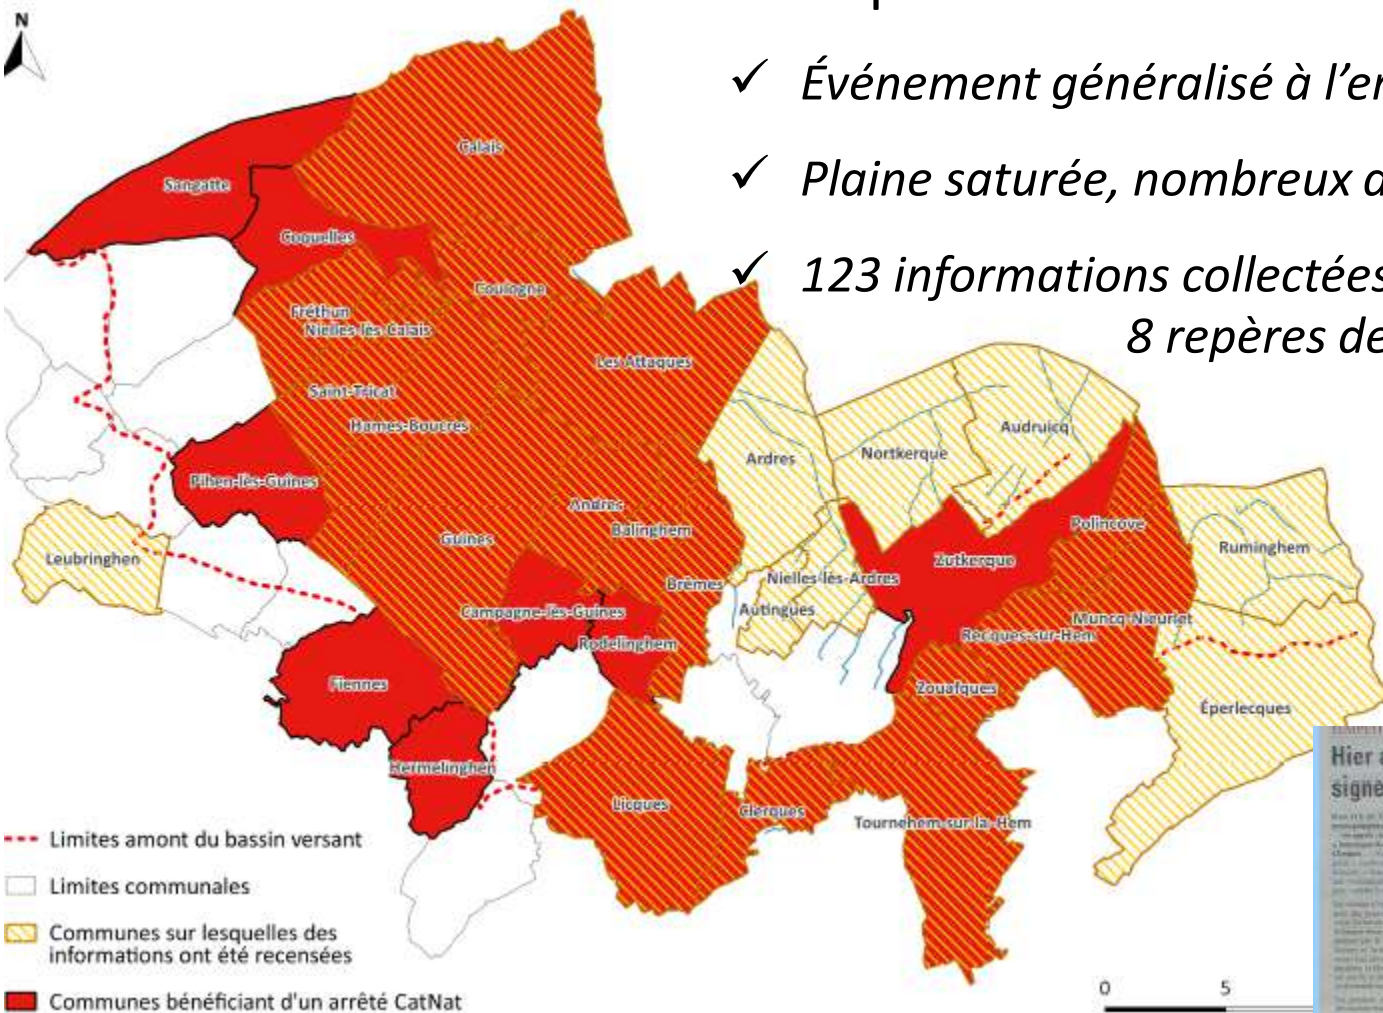 N
✓ Événement généralisé à l'e
✓ Plaine saturée, nombreux
✓ 123 informations collectées
8 repères de
Calais
Sangatte
Coquelles
Coulogne
Fréthun
Nielles-lès-Calais
Les Attaques
Saint-Tricat
Hames-Boucres
Audruicq
Nortkerque
Ardres
Pihen-lès-Guînes
Andres
Balinghem
Polincove
Guînes
Ruminghem
Leubringhen
Zutkerque
Nielles-lès-Ardres
Brêmes
Autingues
Campagne-lès-Guînes
Muncq-Nieurlet
Recques-sur-Hem
Rodelinghem
Fiennes
Zouafques
Éperlecques
Hermelinghen
Licques
Clerques
Tournehem-sur-la-Hem
Hier
signe
Limites amont du bassin versant
Limites communales
Communes sur lesquelles des
informations ont été recensées
Communes bénéficiant d'un arrêté CatNat
0 5